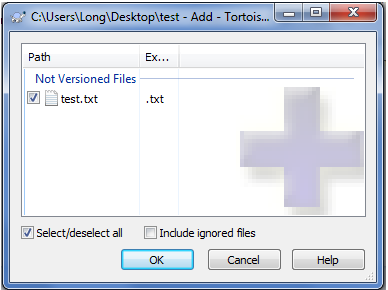 C:\Users\Long\Desktop\test - Add - Tortois...
Path Ex...
Not Versioned Files
test.txt .txt
Select/deselect all Include ignored files
OK Cancel Help